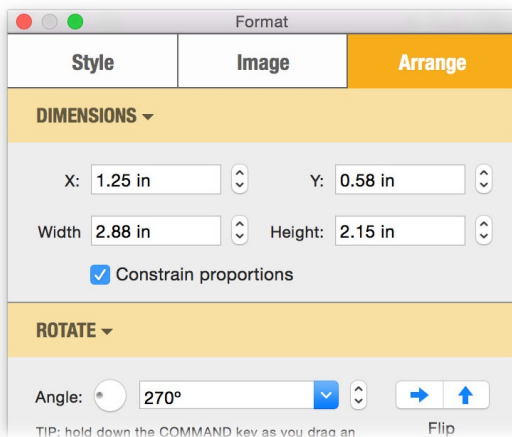 Format
Style Image Arrange
DIMENSIONS
X: 1.25 in Y: 0.58 in
Width 2.88 in Height: 2.15 in
Constrain proportions
ROTATE
Angle: 270º
TIP: hold down the COMMAND key as you drag an
Flip